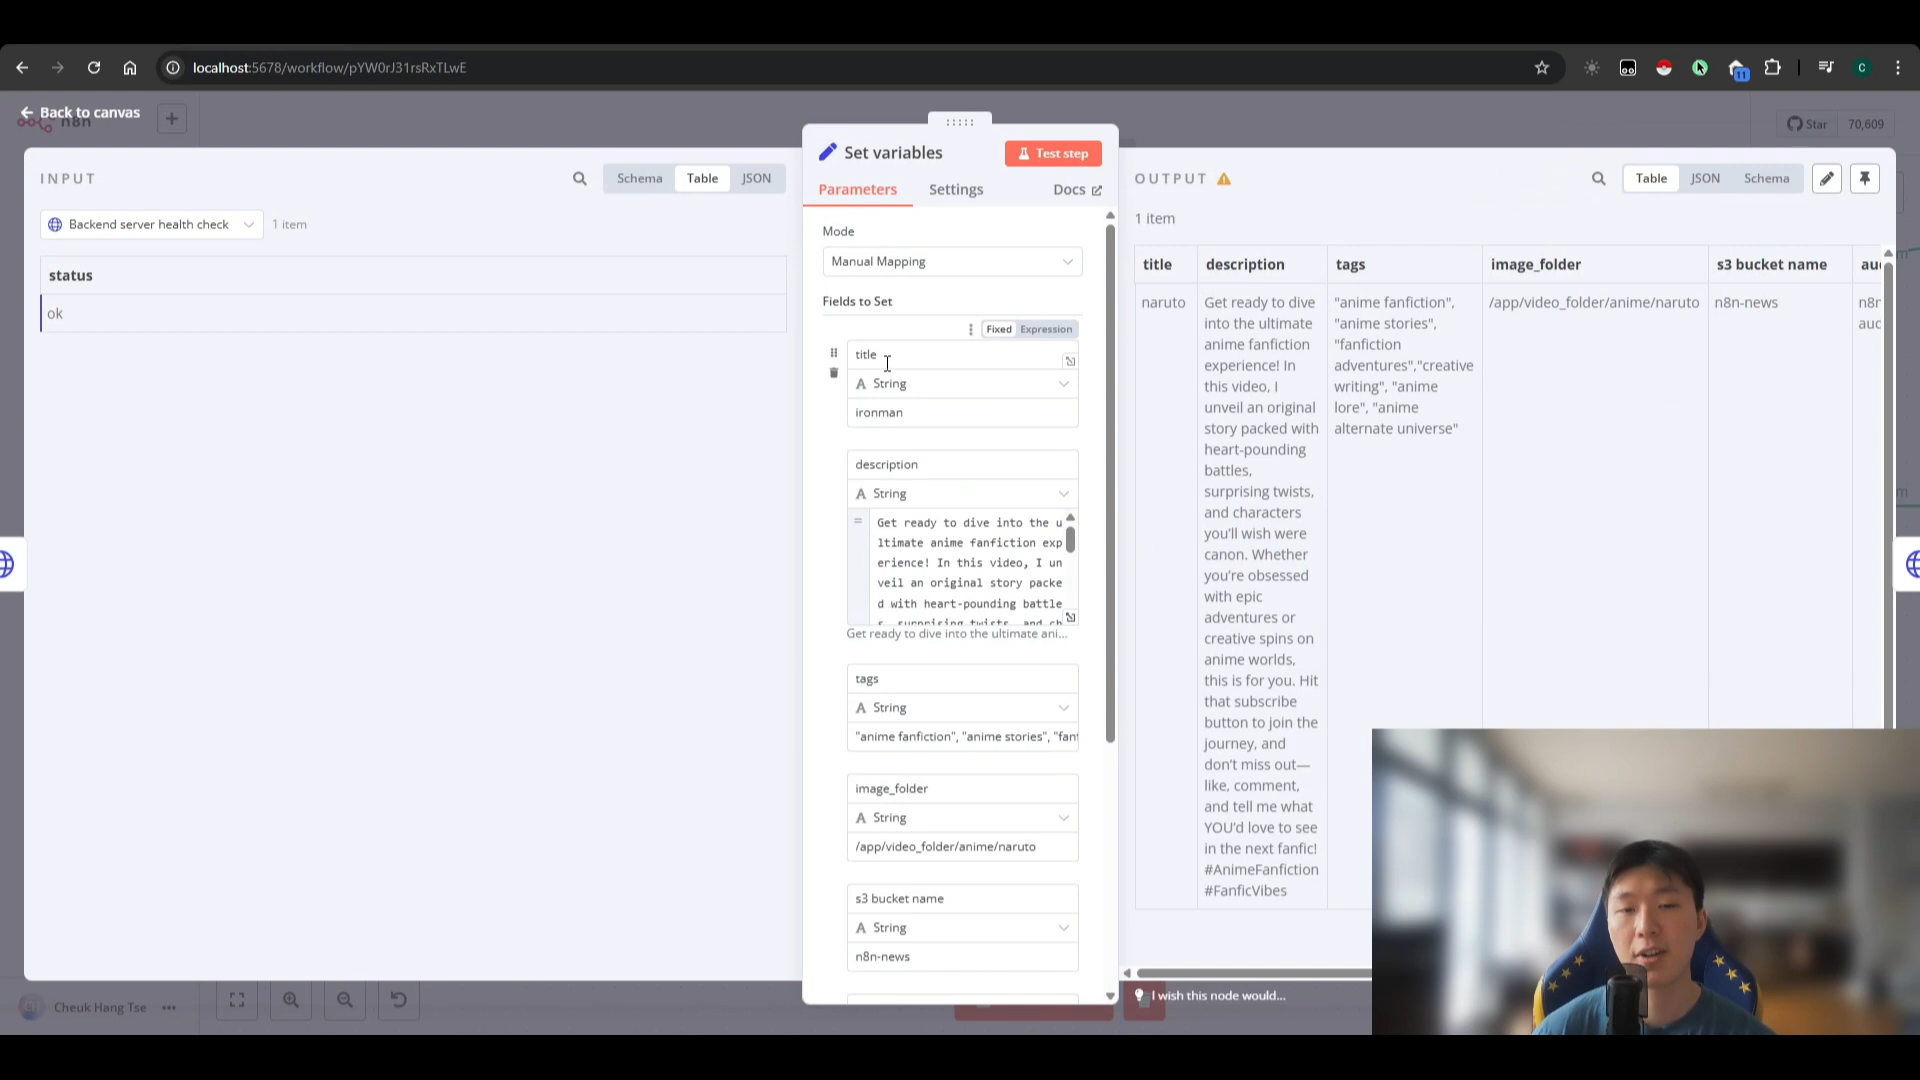 localhost:5678/workflow/pYW0rJ31rsRxTLwE
11
C
Back to canvas
n8n
Star
70,609
INPUT
Schema
Table
JSON
Backend server health check
1 item
status
ok
Set variables
Test step
Parameters
Settings
Docs
Mode
Manual Mapping
Fields to Set
Fixed
Expression
title
A String
ironman
description
A String
=
Get ready to dive into the u
ltimate anime fanfiction exp
erience! In this video, I un
veil an original story packe
d with heart-pounding battle
s, surprising twists, and ch
Get ready to dive into the ultimate ani...
tags
A String
"anime fanfiction", "anime stories", "fant
image_folder
A String
/app/video_folder/anime/naruto
s3 bucket name
A String
n8n-news
OUTPUT
Table
JSON
Schema
1 item
title
description
tags
image_folder
s3 bucket name
naruto
Get ready to dive
into the ultimate
anime fanfiction
experience! In
this video, I
unveil an original
story packed with
heart-pounding
battles,
surprising twists,
and characters
you'll wish were
canon. Whether
you're obsessed
with epic
adventures or
creative spins on
anime worlds,
this is for you. Hit
that subscribe
button to join the
journey, and
don't miss out—
like, comment,
and tell me what
YOU'd love to see
in the next fanfic!
#AnimeFanfiction
#FanficVibes
"anime fanfiction",
"anime stories",
"fanfiction
adventures","creative
writing", "anime
lore", "anime
alternate universe"
/app/video_folder/anime/naruto
n8n-news
I wish this node would...
Cheuk Hang Tse